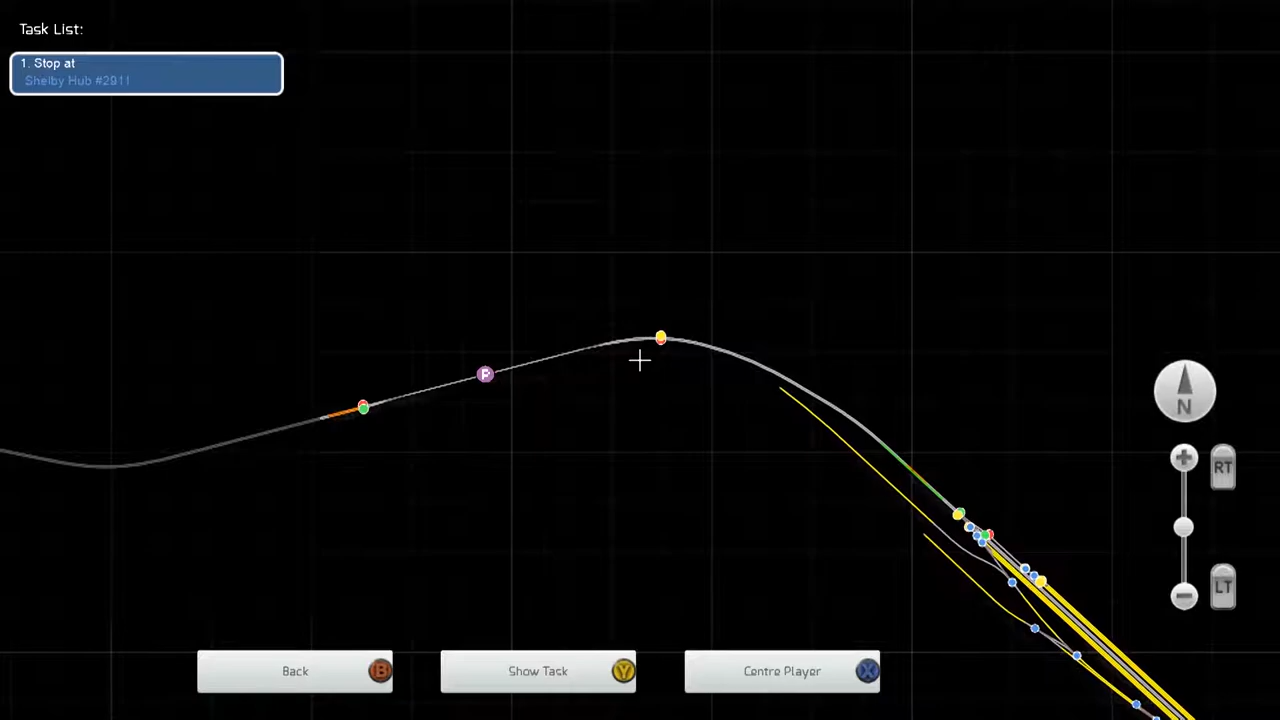 Task List:
1. Stop at
Shelby Hub #2911
P
N
RT
LT
Back B
Show Task Y
Centre Player X